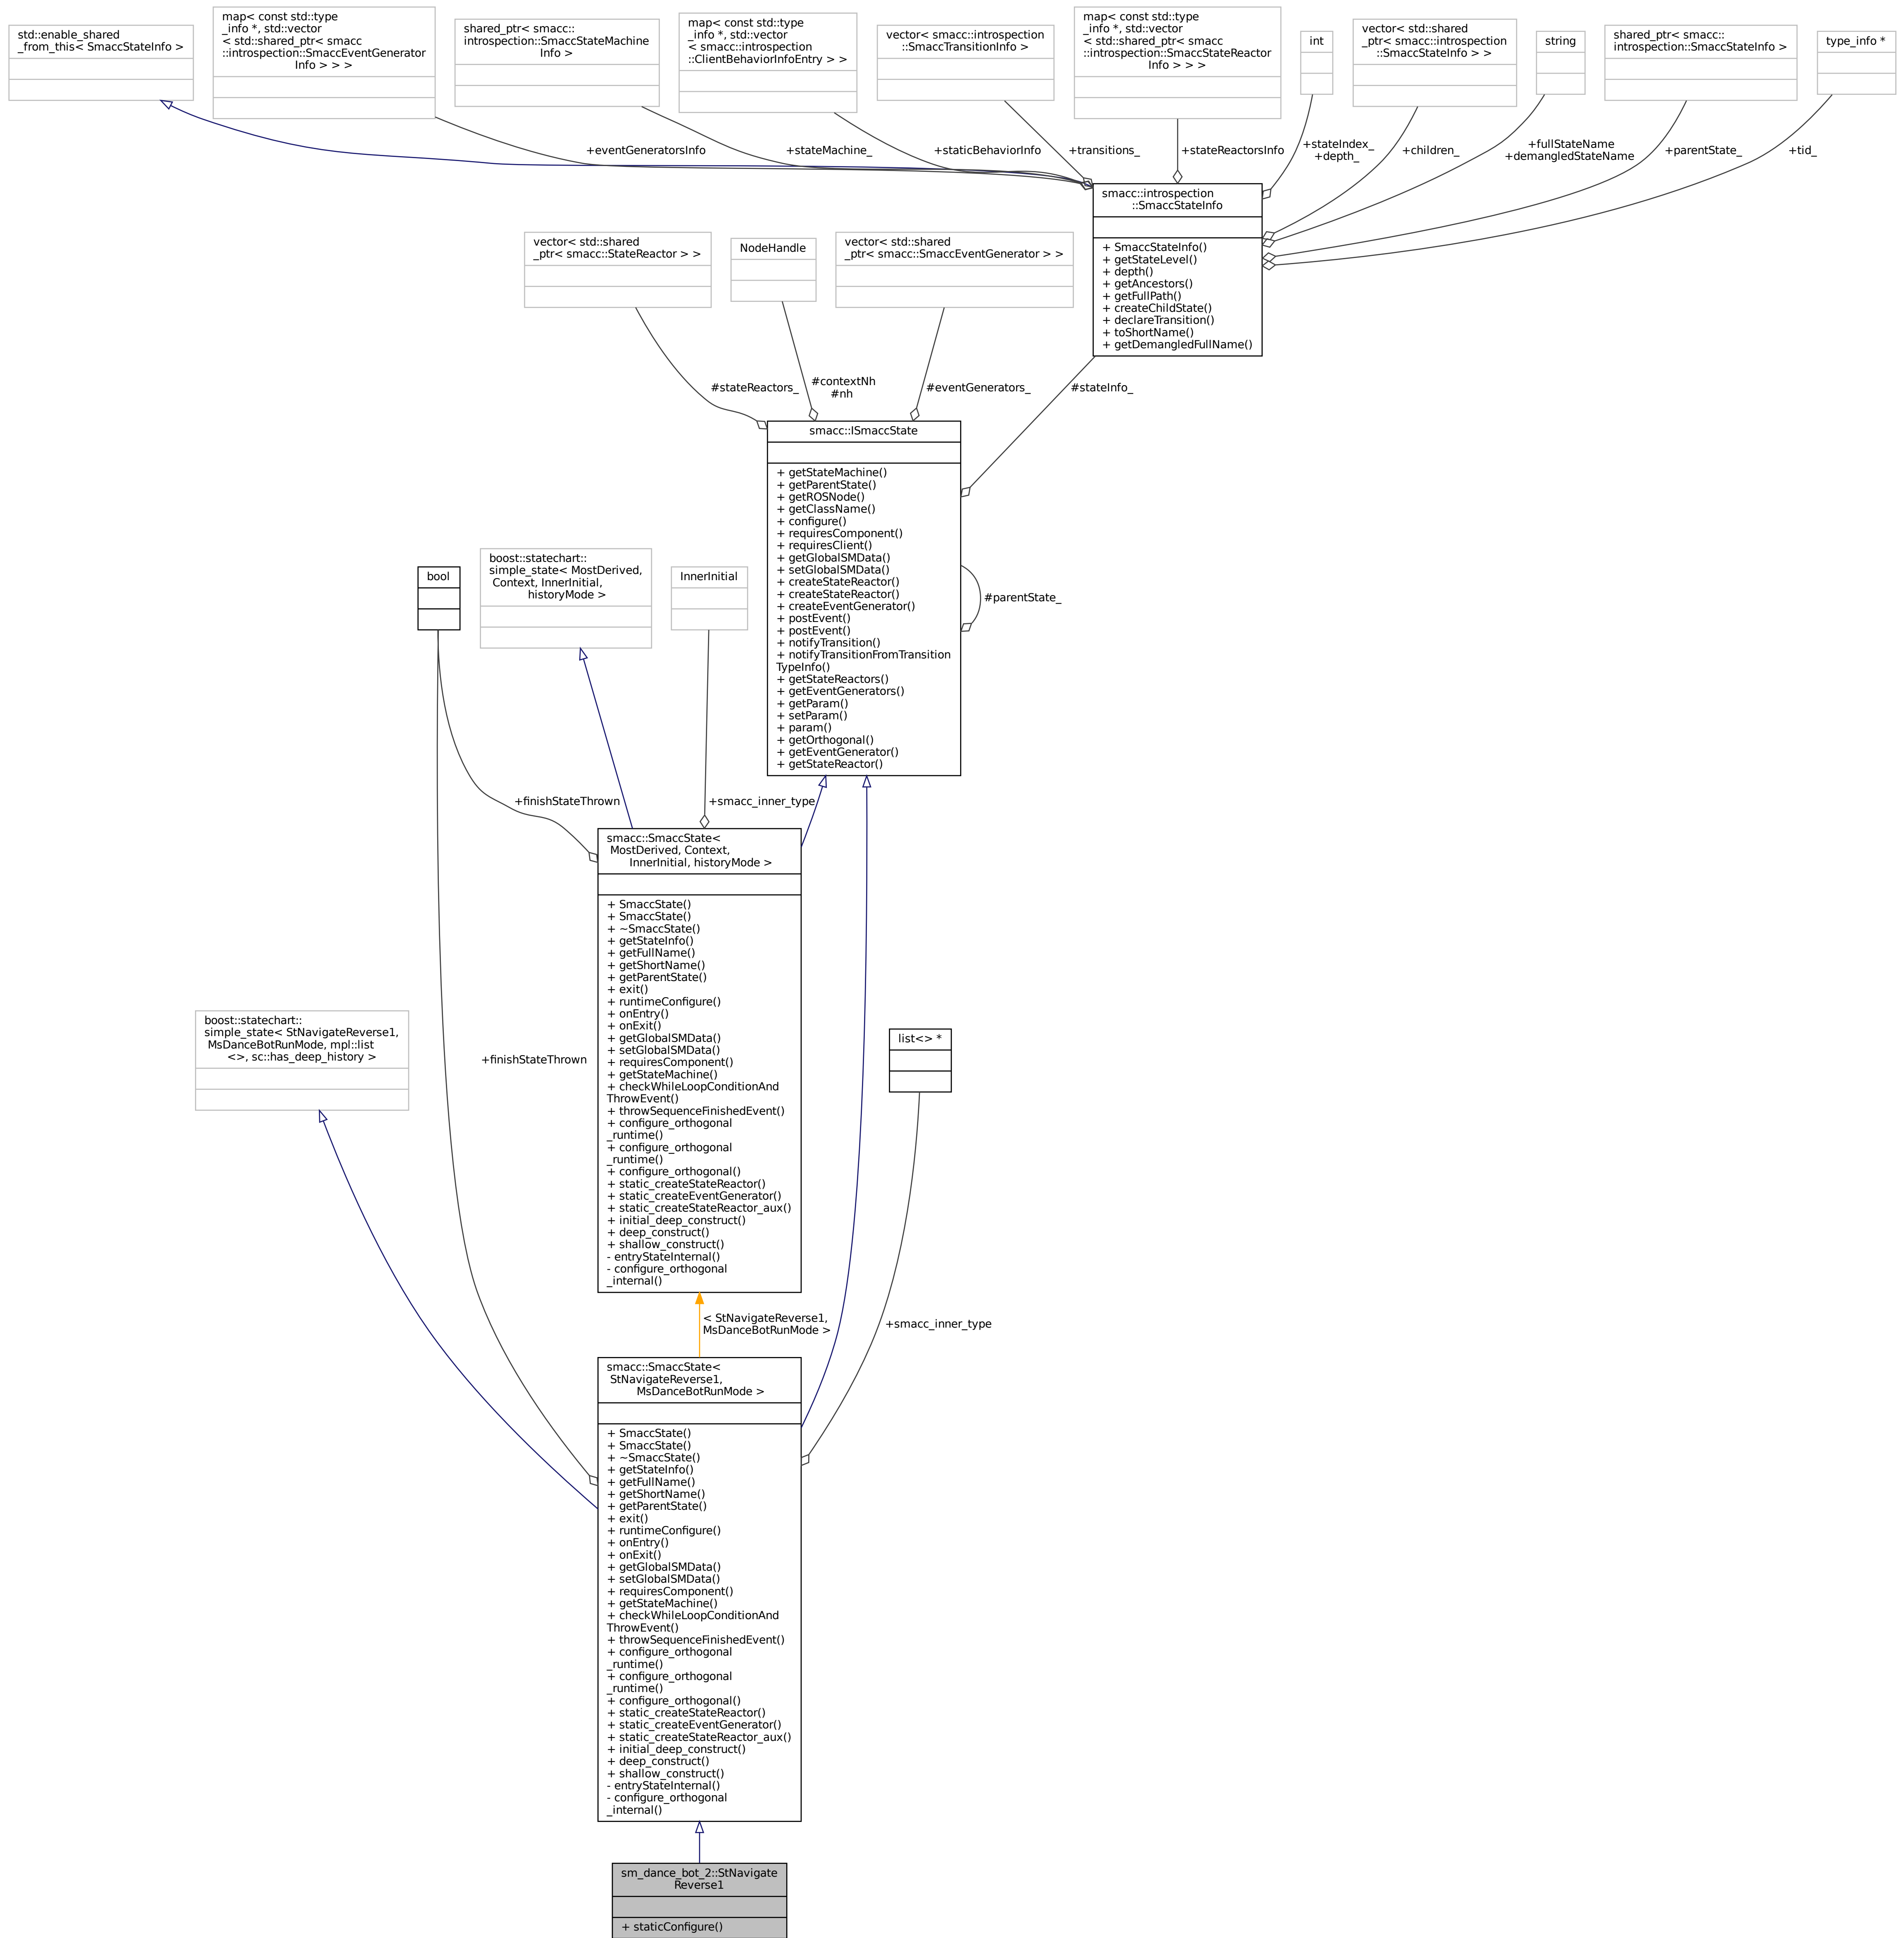 std::enable_shared
_from_this< SmaccStateInfo >
map< const std::type
_info *, std::vector
< std::shared_ptr< smacc
::introspection::SmaccEventGenerator
Info > > >
shared_ptr< smacc::
introspection::SmaccStateMachine
Info >
map< const std::type
_info *, std::vector
< smacc::introspection
::ClientBehaviorInfoEntry > >
vector< smacc::introspection
::SmaccTransitionInfo >
map< const std::type
_info *, std::vector
< std::shared_ptr< smacc
::introspection::SmaccStateReactor
Info > > >
int
vector< std::shared
_ptr< smacc::introspection
::SmaccStateInfo > >
string
shared_ptr< smacc::
introspection::SmaccStateInfo >
type_info *
+eventGeneratorsInfo
+stateMachine_
+staticBehaviorInfo
+transitions_
+stateReactorsInfo
+stateIndex_
+depth_
+children_
+fullStateName
+demangledStateName
+parentState_
+tid_
smacc::introspection
::SmaccStateInfo
+ SmaccStateInfo()
+ getStateLevel()
+ depth()
+ getAncestors()
+ getFullPath()
+ createChildState()
+ declareTransition()
+ toShortName()
+ getDemangledFullName()
vector< std::shared
_ptr< smacc::StateReactor > >
NodeHandle
vector< std::shared
_ptr< smacc::SmaccEventGenerator > >
#stateReactors_
#contextNh
#nh
#eventGenerators_
#stateInfo_
smacc::ISmaccState
+ getStateMachine()
+ getParentState()
+ getROSNode()
+ getClassName()
+ configure()
+ requiresComponent()
+ requiresClient()
+ getGlobalSMData()
+ setGlobalSMData()
+ createStateReactor()
+ createStateReactor()
+ createEventGenerator()
+ postEvent()
+ postEvent()
+ notifyTransition()
+ notifyTransitionFromTransition
TypeInfo()
+ getStateReactors()
+ getEventGenerators()
+ getParam()
+ setParam()
+ param()
+ getOrthogonal()
+ getEventGenerator()
+ getStateReactor()
#parentState_
bool
boost::statechart::
simple_state< MostDerived,
Context, InnerInitial,
historyMode >
InnerInitial
+finishStateThrown
+smacc_inner_type
smacc::SmaccState<
MostDerived, Context,
InnerInitial, historyMode >
+ SmaccState()
+ SmaccState()
+ ~SmaccState()
+ getStateInfo()
+ getFullName()
+ getShortName()
+ getParentState()
+ exit()
+ runtimeConfigure()
+ onEntry()
+ onExit()
+ getGlobalSMData()
+ setGlobalSMData()
+ requiresComponent()
+ getStateMachine()
+ checkWhileLoopConditionAnd
ThrowEvent()
+ throwSequenceFinishedEvent()
+ configure_orthogonal
_runtime()
+ configure_orthogonal
_runtime()
+ configure_orthogonal()
+ static_createStateReactor()
+ static_createEventGenerator()
+ static_createStateReactor_aux()
+ initial_deep_construct()
+ deep_construct()
+ shallow_construct()
- entryStateInternal()
- configure_orthogonal
_internal()
boost::statechart::
simple_state< StNavigateReverse1,
MsDanceBotRunMode, mpl::list
<>, sc::has_deep_history >
+finishStateThrown
list<> *
< StNavigateReverse1,
MsDanceBotRunMode >
+smacc_inner_type
smacc::SmaccState<
StNavigateReverse1,
MsDanceBotRunMode >
+ SmaccState()
+ SmaccState()
+ ~SmaccState()
+ getStateInfo()
+ getFullName()
+ getShortName()
+ getParentState()
+ exit()
+ runtimeConfigure()
+ onEntry()
+ onExit()
+ getGlobalSMData()
+ setGlobalSMData()
+ requiresComponent()
+ getStateMachine()
+ checkWhileLoopConditionAnd
ThrowEvent()
+ throwSequenceFinishedEvent()
+ configure_orthogonal
_runtime()
+ configure_orthogonal
_runtime()
+ configure_orthogonal()
+ static_createStateReactor()
+ static_createEventGenerator()
+ static_createStateReactor_aux()
+ initial_deep_construct()
+ deep_construct()
+ shallow_construct()
- entryStateInternal()
- configure_orthogonal
_internal()
sm_dance_bot_2::StNavigate
Reverse1
+ staticConfigure()